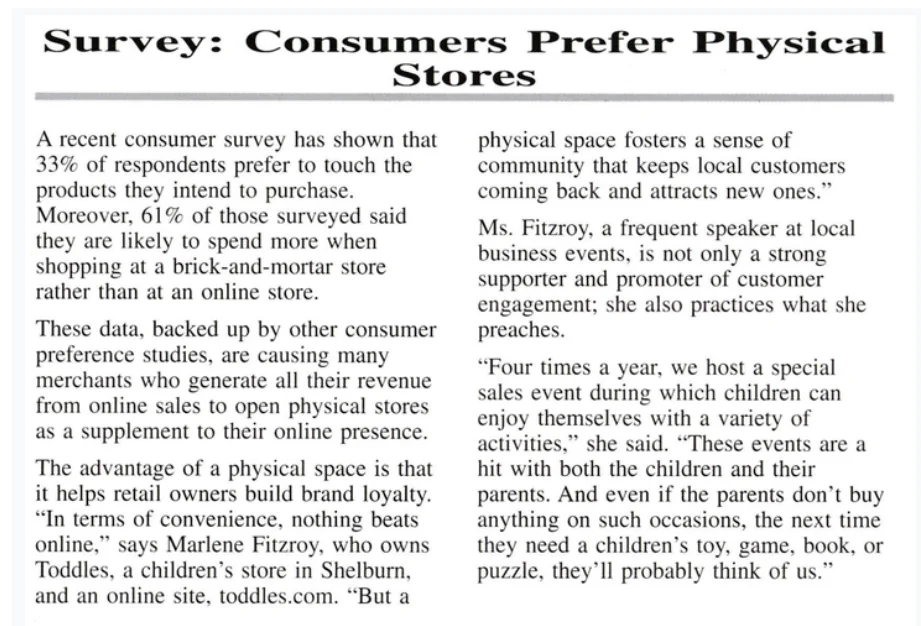 Survey: Consumers Prefer Physical
Stores
A recent consumer survey has shown that
33% of respondents prefer to touch the
products they intend to purchase.
Moreover, 61% of those surveyed said
they are likely to spend more when
shopping at a brick-and-mortar store
rather than at an online store.
These data, backed up by other consumer
preference studies, are causing many
merchants who generate all their revenue
from online sales to open physical stores
as a supplement to their online presence.
The advantage of a physical space is that
it helps retail owners build brand loyalty.
“In terms of convenience, nothing beats
online,” says Marlene Fitzroy, who owns
Toddles, a children’s store in Shelburn,
and an online site, toddles.com. “But a
physical space fosters a sense of
community that keeps local customers
coming back and attracts new ones.”
Ms. Fitzroy, a frequent speaker at local
business events, is not only a strong
supporter and promoter of customer
engagement; she also practices what she
preaches.
“Four times a year, we host a special
sales event during which children can
enjoy themselves with a variety of
activities,” she said. “These events are a
hit with both the children and their
parents. And even if the parents don’t buy
anything on such occasions, the next time
they need a children’s toy, game, book, or
puzzle, they’ll probably think of us.”